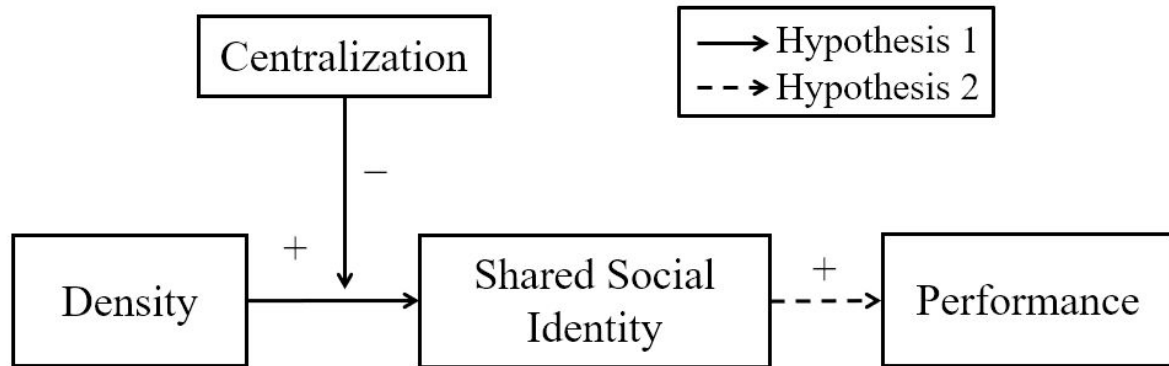 Centralization
Hypothesis 1
Hypothesis 2
−
+
+
Density
Shared Social
Identity
Performance